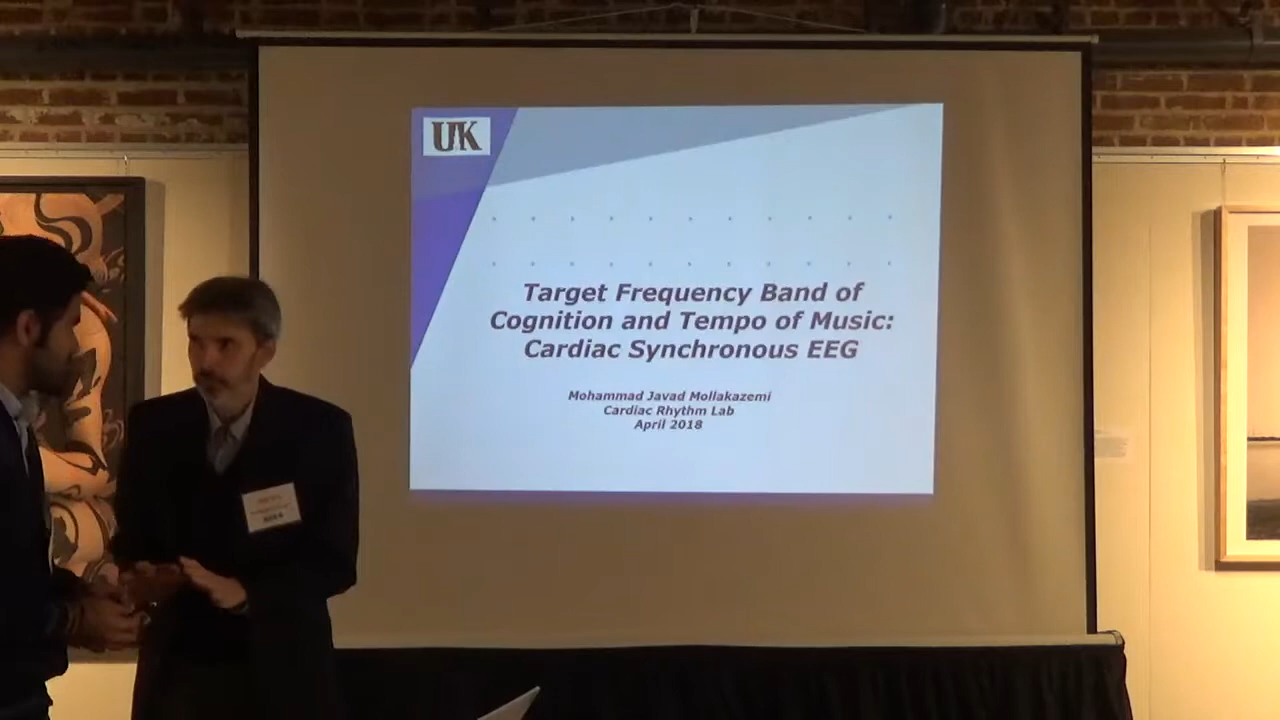 UK
Target Frequency Band of
Cognition and Tempo of Music:
Cardiac Synchronous EEG
Mohammad Javad Mollakazemi
Cardiac Rhythm Lab
April 2018